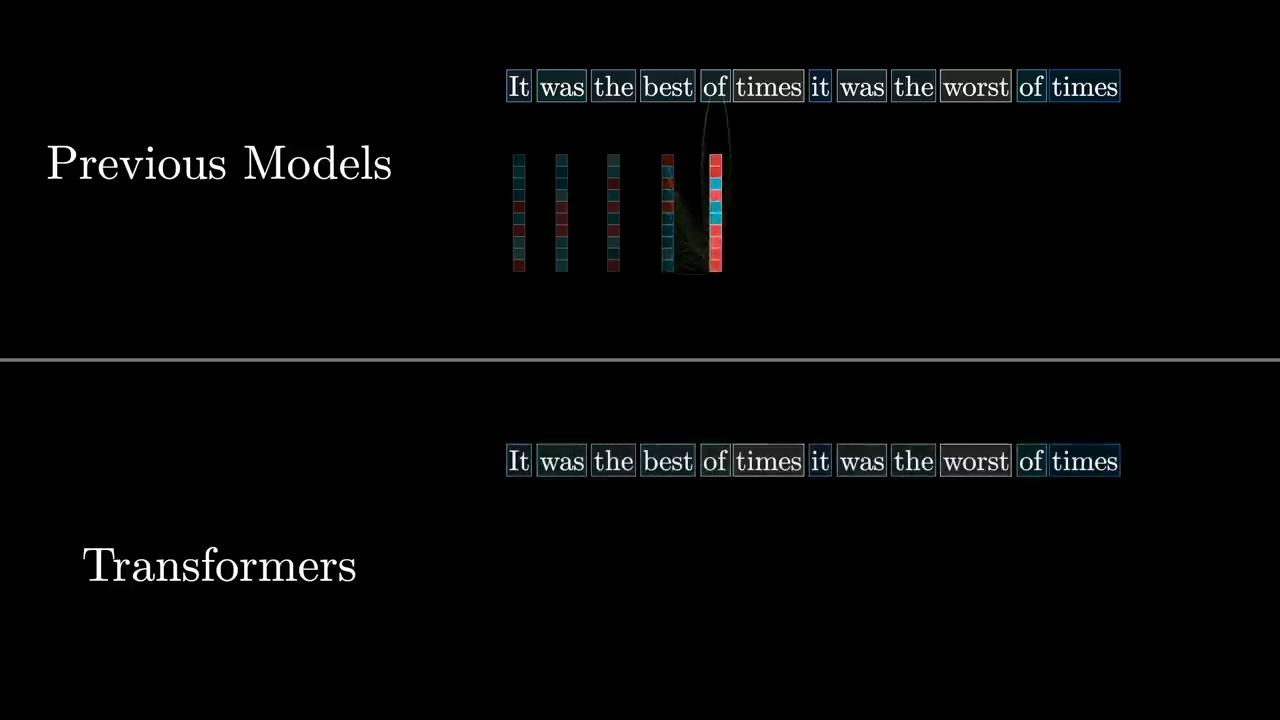 It was the best of times it was the worst of times
Previous Models
It was the best of times it was the worst of times
Transformers